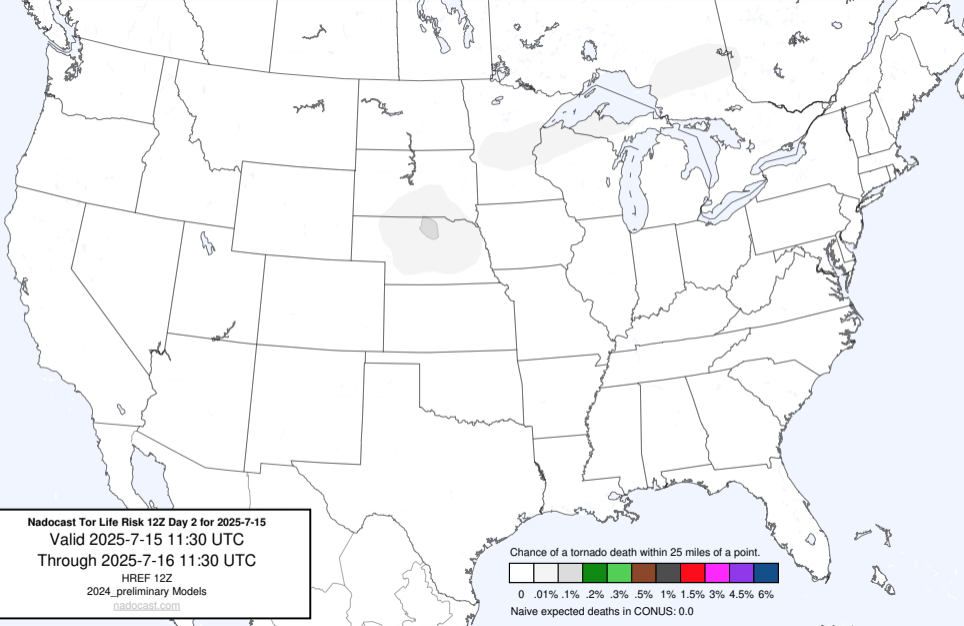 Nadocast Tor Life Risk 12Z Day 2 for 2025-7-15
Valid 2025-7-15 11:30 UTC
Through 2025-7-16 11:30 UTC
HREF 12Z
2024_preliminary Models
nadocast.com
Chance of a tornado death within 25 miles of a point.
0 .01% .1% .2% .3% .5% 1% 1.5% 3% 4.5% 6%
Naive expected deaths in CONUS: 0.0